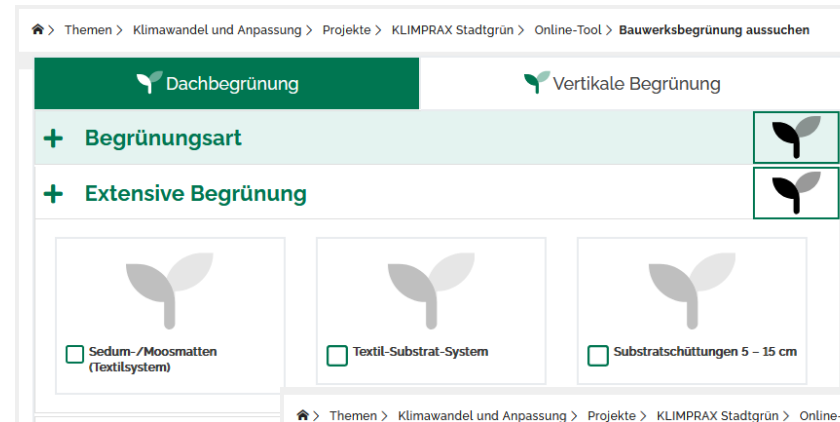 > Themen > Klimawandel und Anpassung > Projekte > KLIMPRAX Stadtgrün > Online-Tool > Bauwerksbegrünung aussuchen
Dachbegrünung
Vertikale Begrünung
+ Begrünungsart
+ Extensive Begrünung
Sedum-/Moosmatten
(Textilsystem)
Textil-Substrat-System
Substratschüttungen 5 – 15 cm
> Themen > Klimawandel und Anpassung > Projekte > KLIMPRAX Stadtgrün > Online-